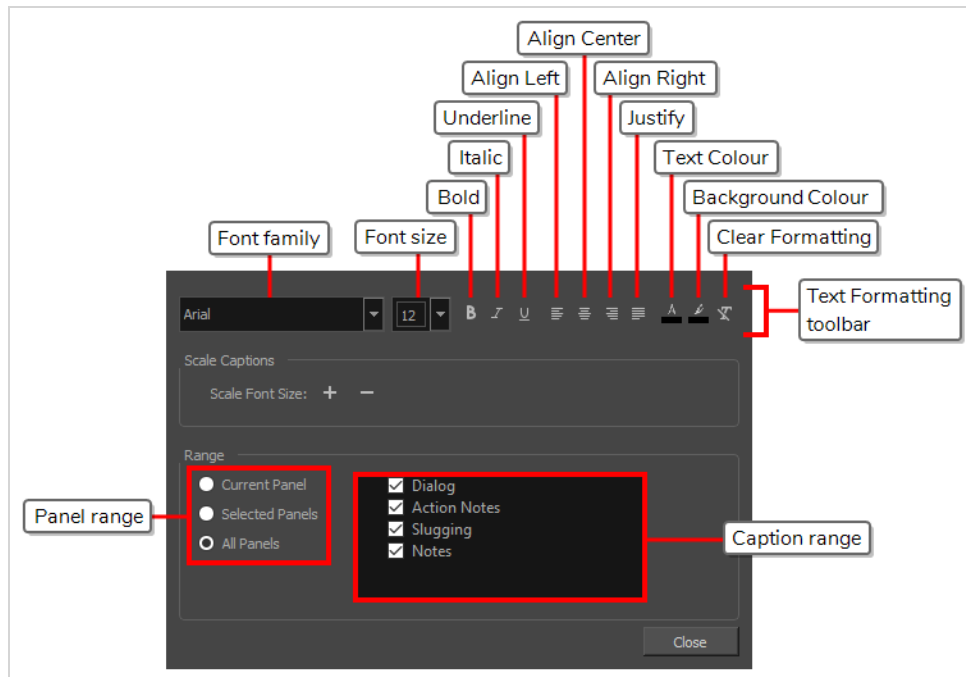 Align Center
Align Left
Align Right
Underline
Justify
Italic
Text Colour
Bold
Background Colour
Font family
Font size
Clear Formatting
Text Formatting
toolbar
Arial
12
B I U
A
Scale Captions
Scale Font Size: + −
Range
Current Panel
Selected Panels
All Panels
Dialog
Action Notes
Slugging
Notes
Panel range
Caption range
Close